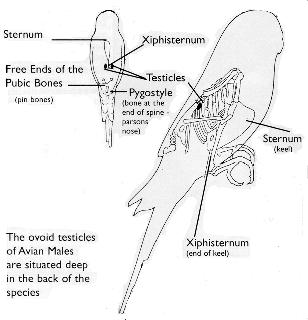 Sternum
Xiphisternum
Free Ends of the
Pubic Bones
(pin bones)
Testicles
Pygostyle
(bone at the
end of spine -
parsons
nose)
Sternum
(keel)
Xiphisternum
(end of keel)
The ovoid testicles
of Avian Males
are situated deep
in the back of the
species